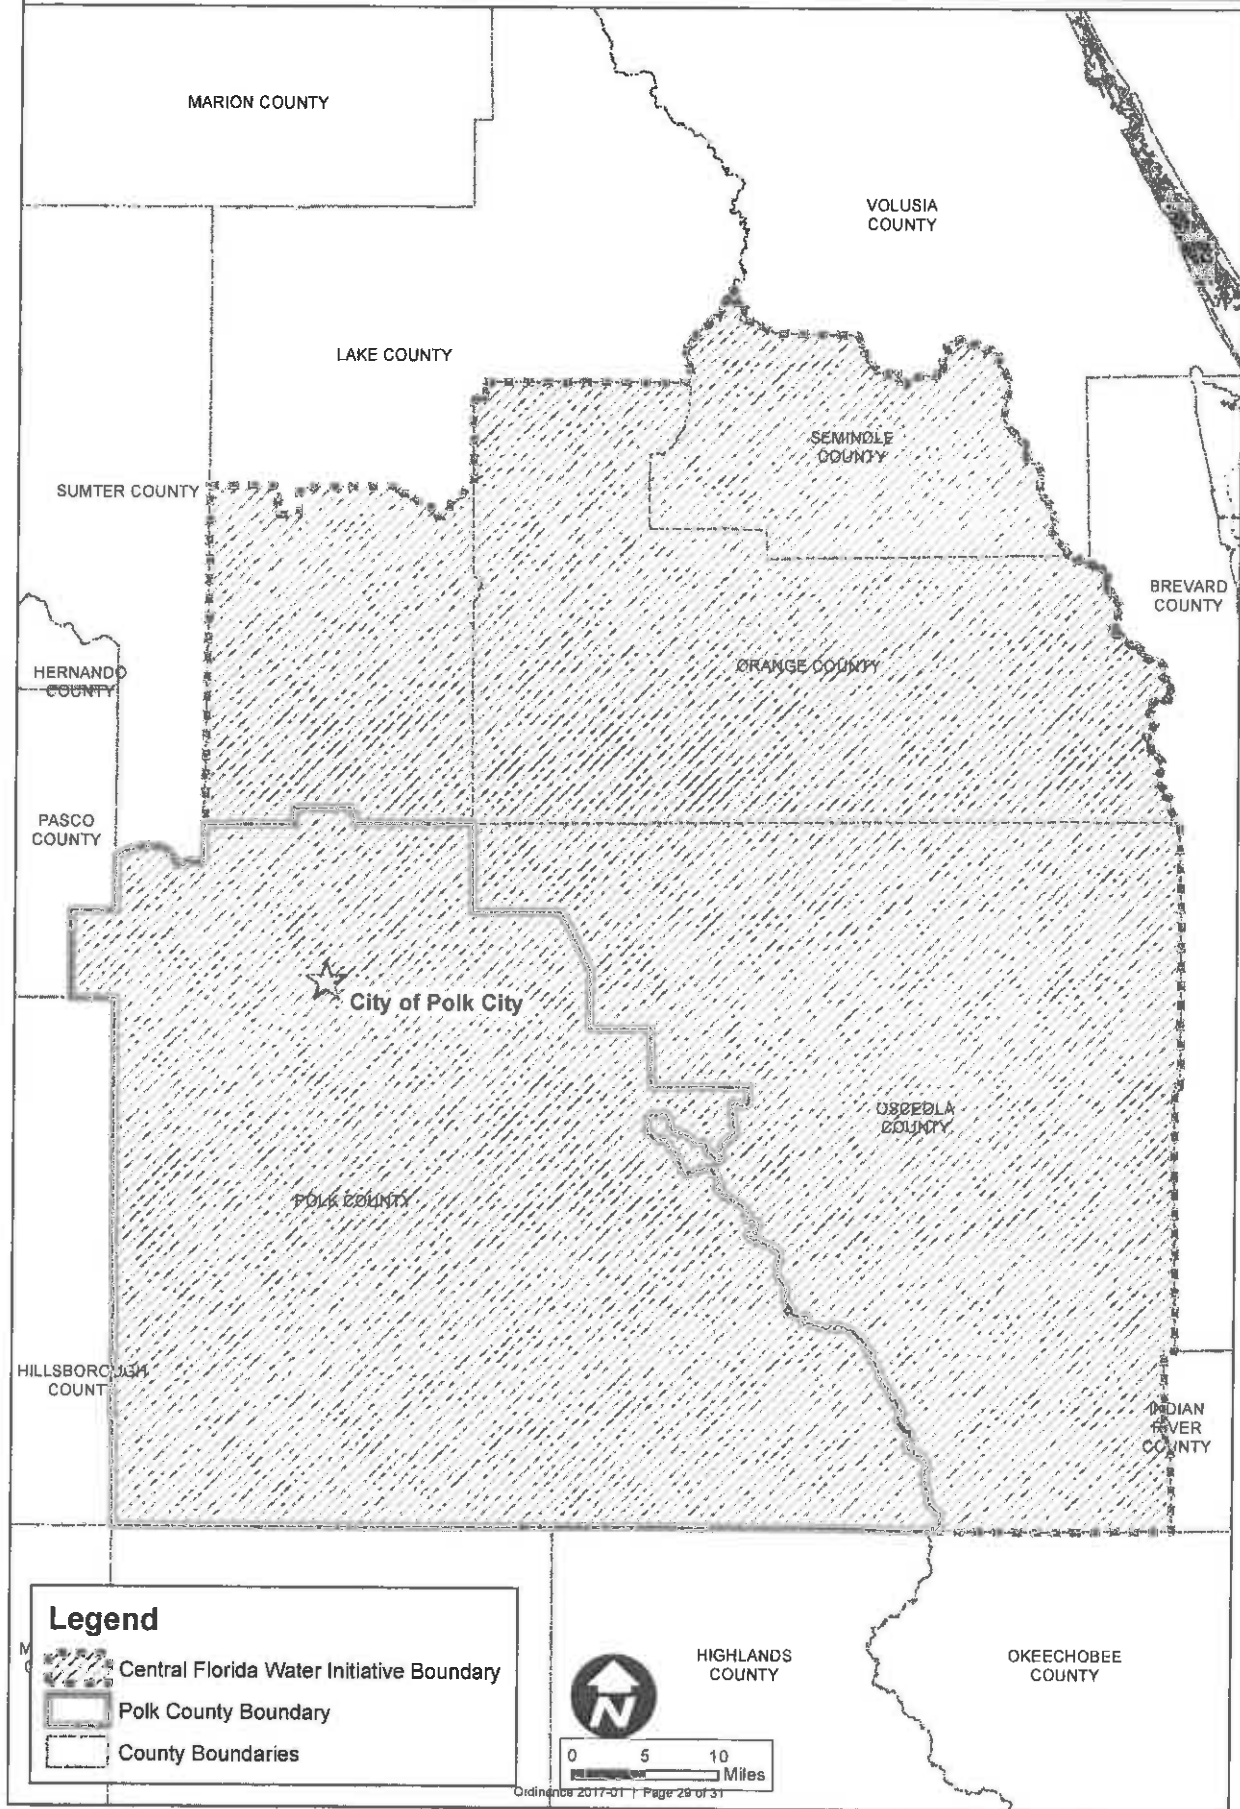 MARION COUNTY
VOLUSIA
COUNTY
LAKE COUNTY
SEMINOLE
COUNTY
SUMTER COUNTY
BREVARD
COUNTY
HERNANDO
COUNTY
ORANGE COUNTY
PASCO
COUNTY
City of Polk City
OSCEOLA
COUNTY
POLK COUNTY
HILLSBOROUGH
COUNT
INDIAN
RIVER
COUNTY
HIGHLANDS
COUNTY
OKEECHOBEE
COUNTY
Legend
Central Florida Water Initiative Boundary
Polk County Boundary
County Boundaries
N
0 5 10
Miles
Ordinance 2017-01 | Page 29 of 31